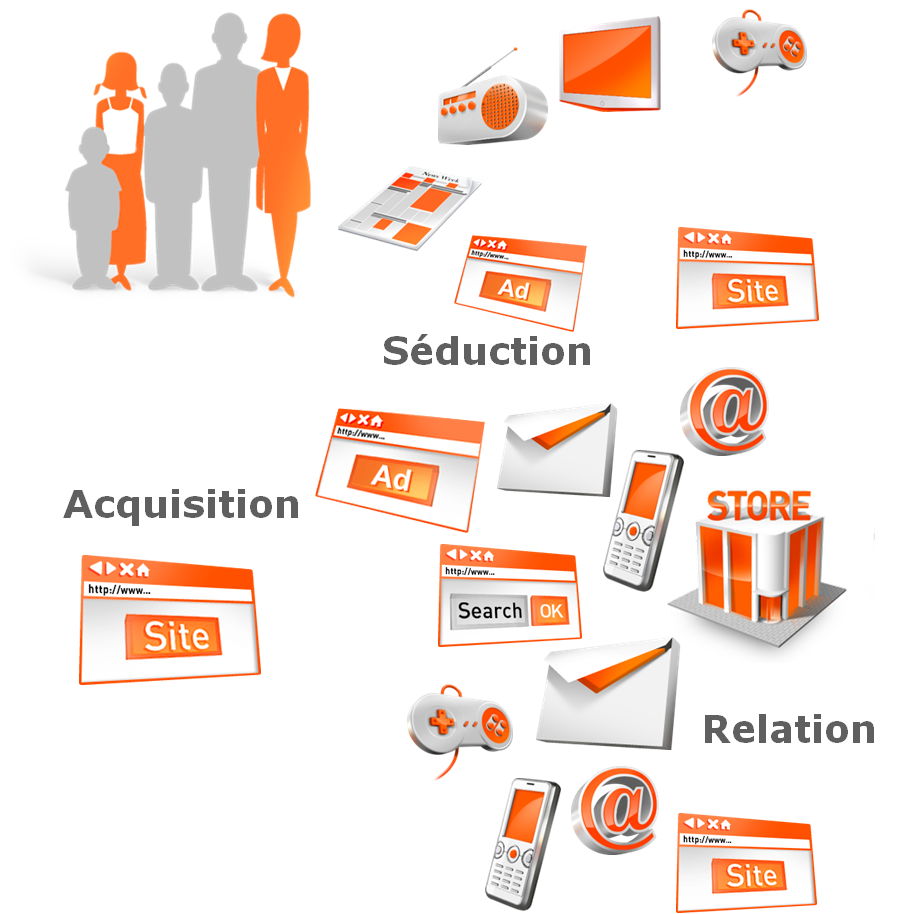 News Week
http://www...
Ad
http://www...
Site
Séduction
http://www...
Ad
Acquisition
STORE
http://www...
Search OK
http://www...
Site
Relation
http://www...
Site